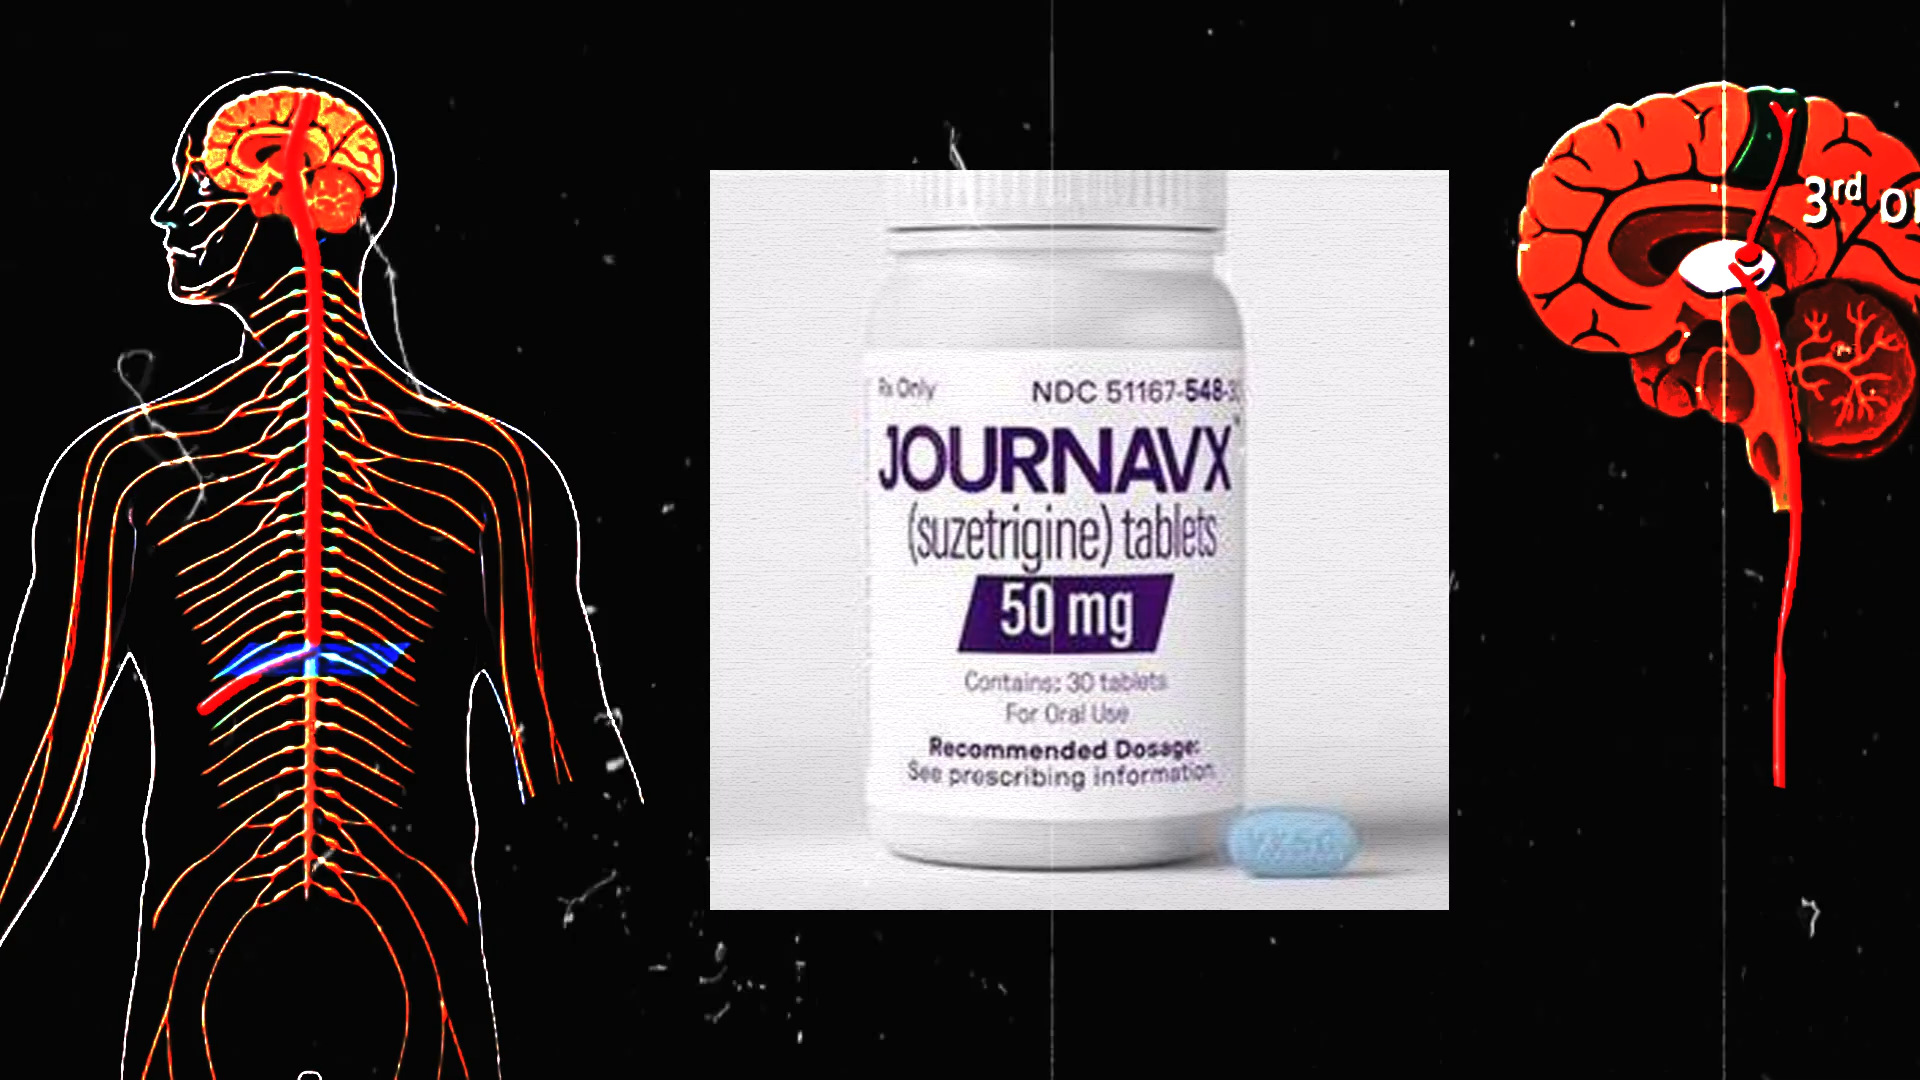 Rx Only
NDC 51167-548-3
JOURNAVX
(suzetrigine) tablets
50 mg
Contains: 30 tablets
For Oral Use
Recommended Dosage:
See prescribing information
3rd